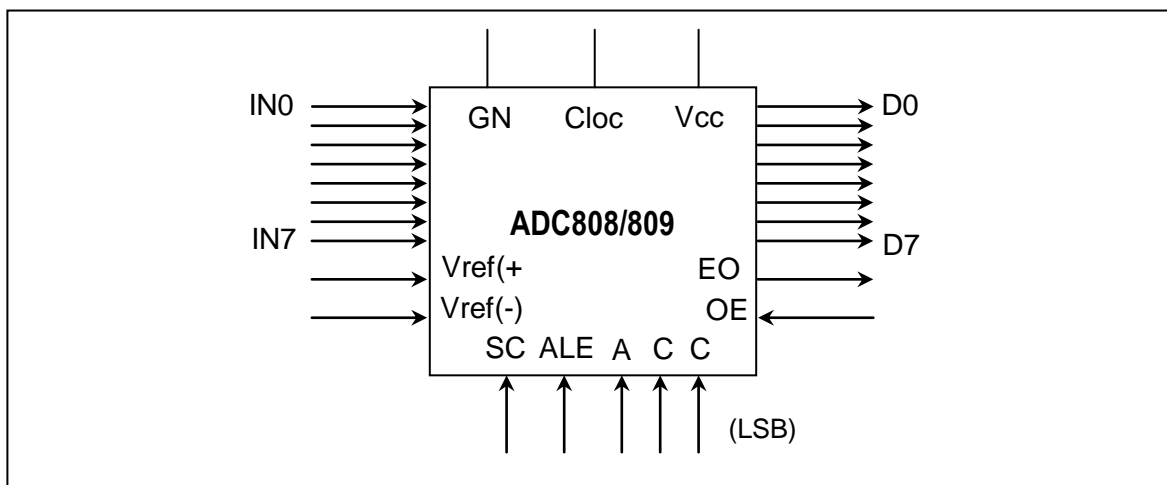 IN0 GN Cloc Vcc D0
ADC808/809
IN7 D7
Vref(+ EO
Vref(-) OE
SC ALE A C C
(LSB)